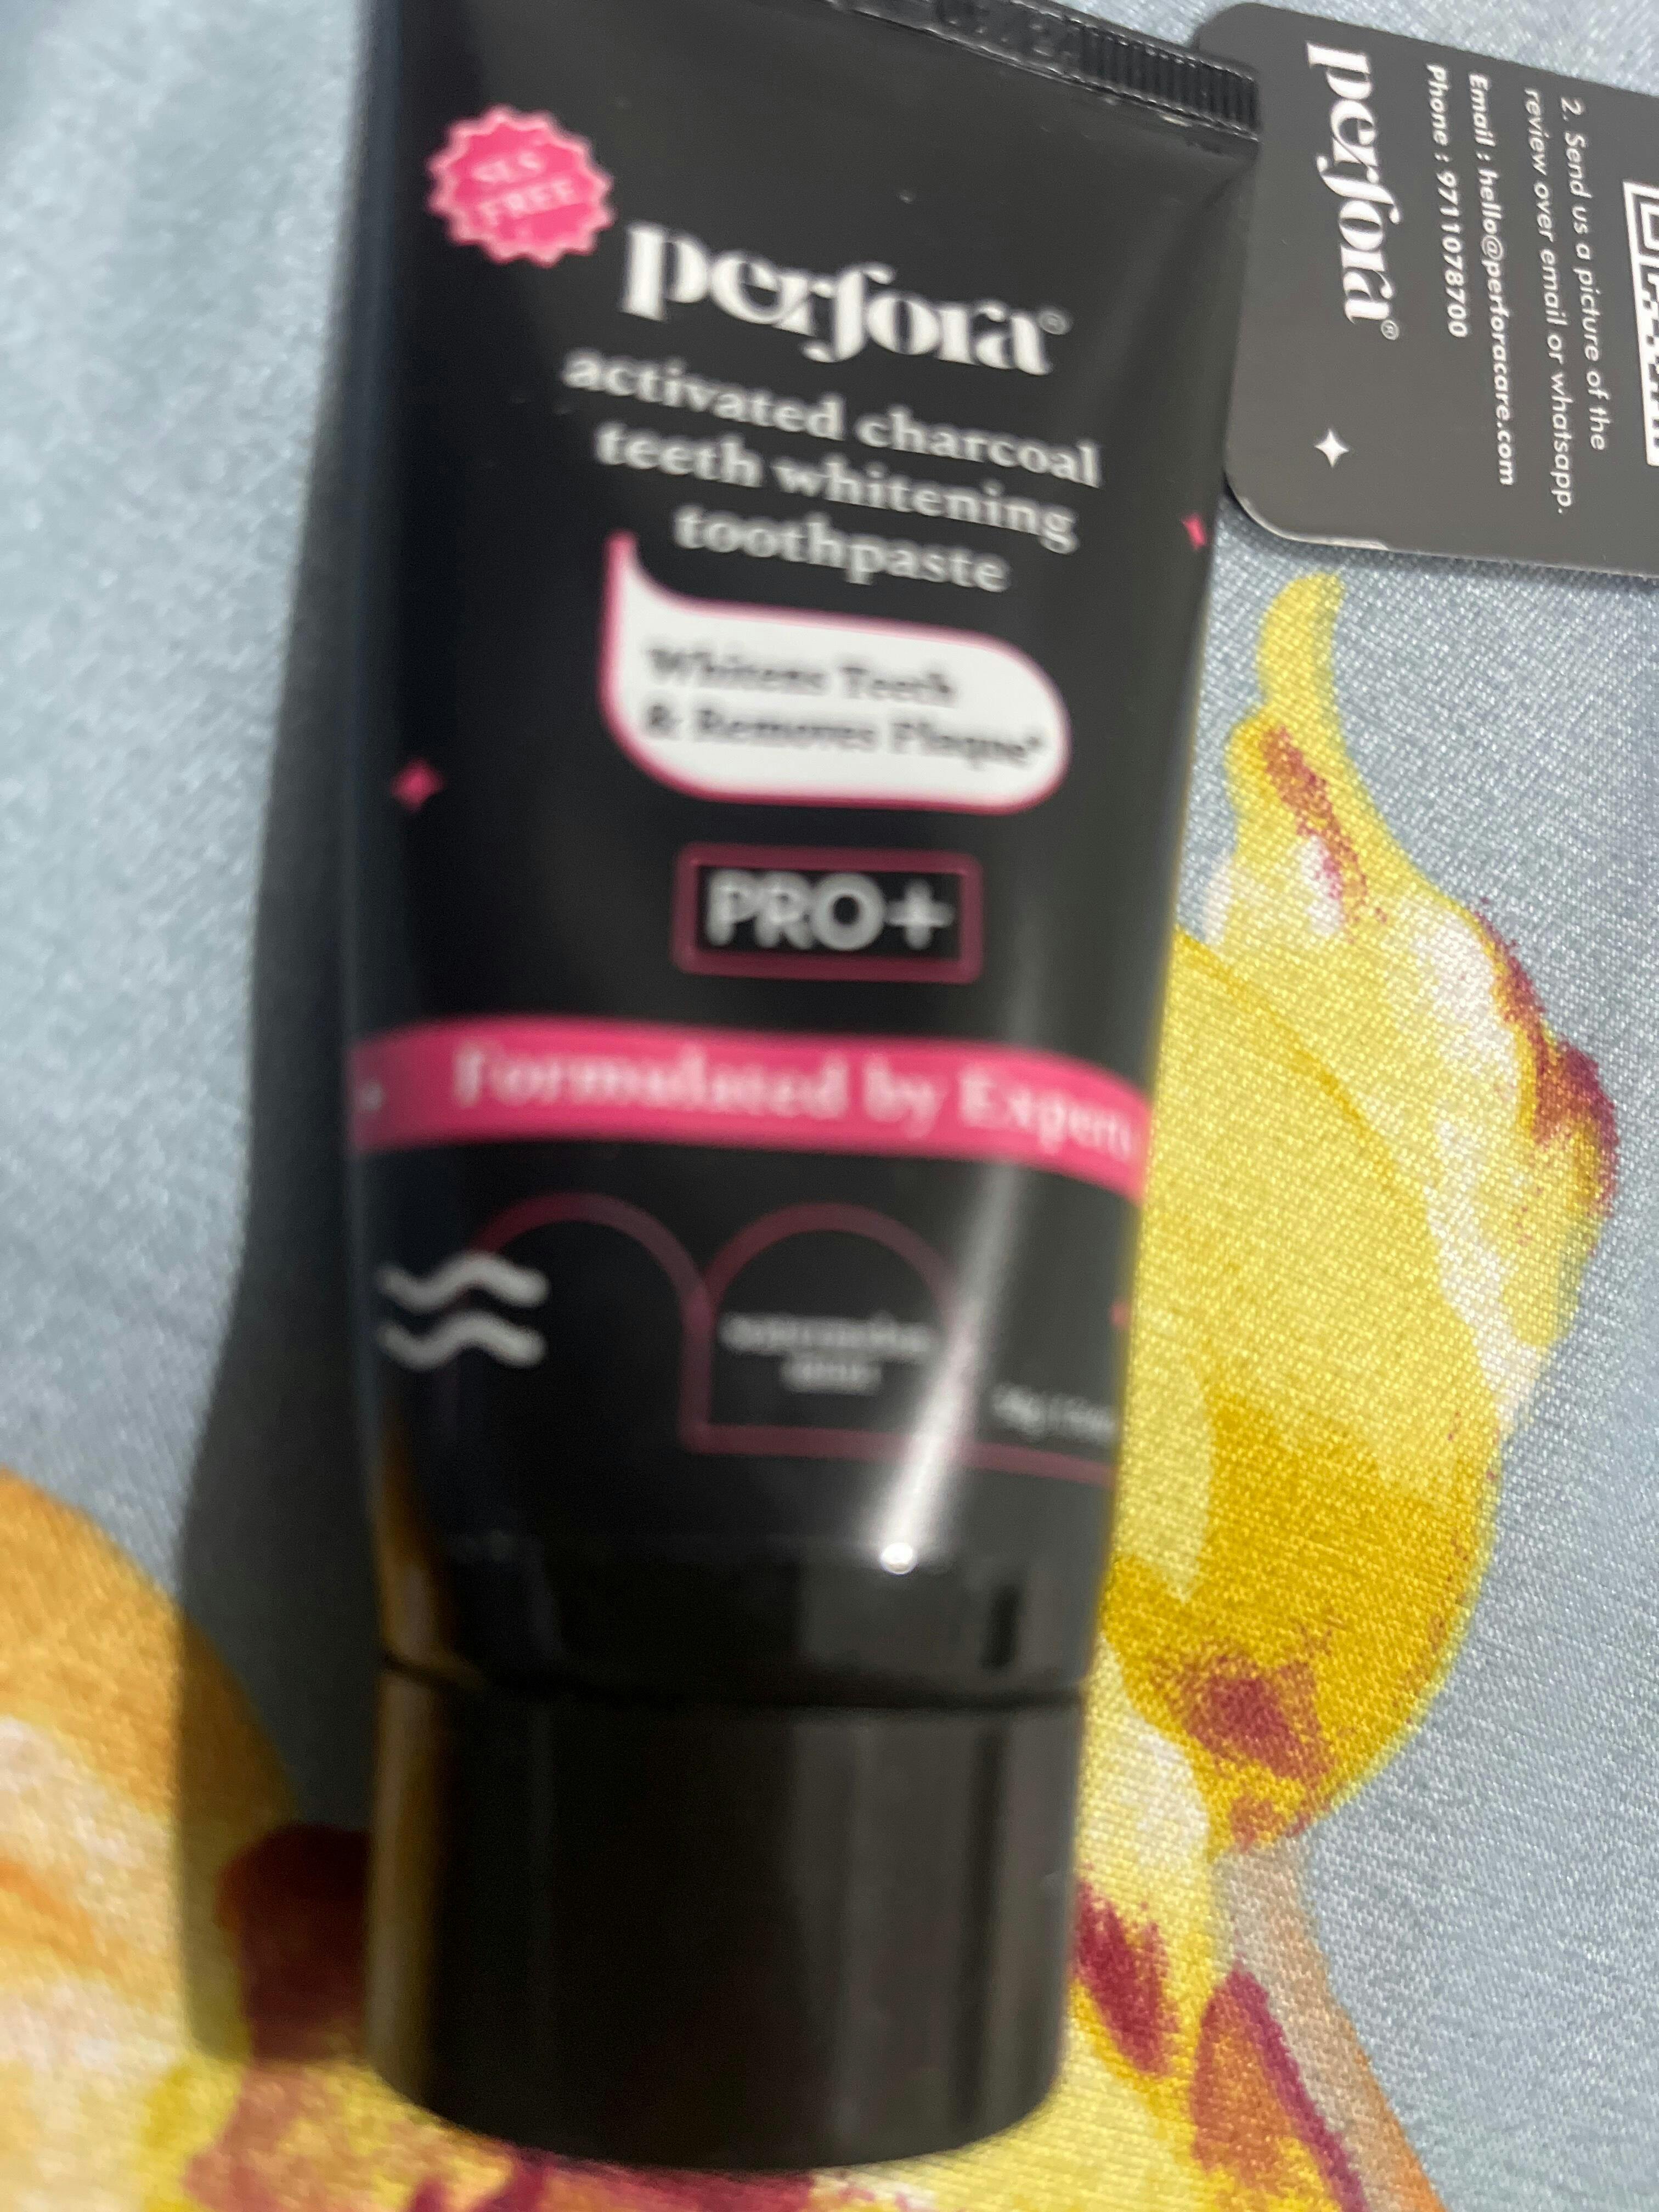 SLS
FREE
perfora®
activated charcoal
teeth whitening
toothpaste
Whitens Teeth
& Removes Plaque*
PRO+
Formulated by Exper
2. Send us a picture of the
review over email or whatsapp.
Email : hello@perforacare.com
Phone : 9711078700
perfora®